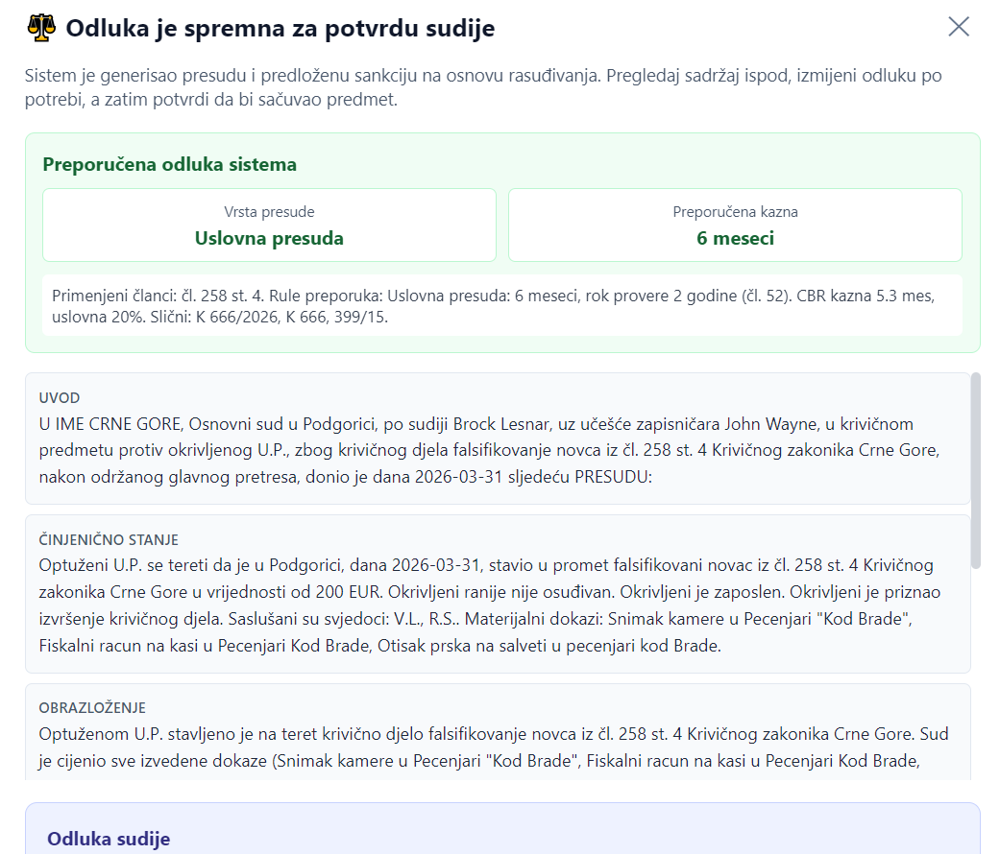 Odluka je spremna za potvrdu sudije
Sistem je generisao presudu i predloženu sankciju na osnovu rasuđivanja. Pregledaj sadržaj ispod, izmijeni odluku po
potrebi, a zatim potvrdi da bi sačuvao predmet.
Preporučena odluka sistema
Vrsta presude
Uslovna presuda
Preporučena kazna
6 meseci
Primenjeni članci: čl. 258 st. 4. Rule preporuka: Uslovna presuda: 6 meseci, rok provere 2 godine (čl. 52). CBR kazna 5.3 mes,
uslovna 20%. Slični: K 666/2026, K 666, 399/15.
UVOD
U IME CRNE GORE, Osnovni sud u Podgorici, po sudiji Brock Lesnar, uz učešće zapisničara John Wayne, u krivičnom
predmetu protiv okrivljenog U.P., zbog krivičnog djela falsifikovanje novca iz čl. 258 st. 4 Krivičnog zakonika Crne Gore,
nakon održanog glavnog pretresa, donio je dana 2026-03-31 sljedeću PRESUDU:
ČINJENIČNO STANJE
Optuženi U.P. se tereti da je u Podgorici, dana 2026-03-31, stavio u promet falsifikovani novac iz čl. 258 st. 4 Krivičnog
zakonika Crne Gore u vrijednosti od 200 EUR. Okrivljeni ranije nije osuđivan. Okrivljeni je zaposlen. Okrivljeni je priznao
izvršenje krivičnog djela. Saslušani su svjedoci: V.L., R.S.. Materijalni dokazi: Snimak kamere u Pecenjari "Kod Brade",
Fiskalni racun na kasi u Pecenjari Kod Brade, Otisak prska na salveti u pecenjari kod Brade.
OBRAZLOŽENJE
Optuženom U.P. stavljeno je na teret krivično djelo falsifikovanje novca iz čl. 258 st. 4 Krivičnog zakonika Crne Gore. Sud
je cijenio sve izvedene dokaze (Snimak kamere u Pecenjari "Kod Brade", Fiskalni racun na kasi u Pecenjari Kod Brade,
Odluka sudije